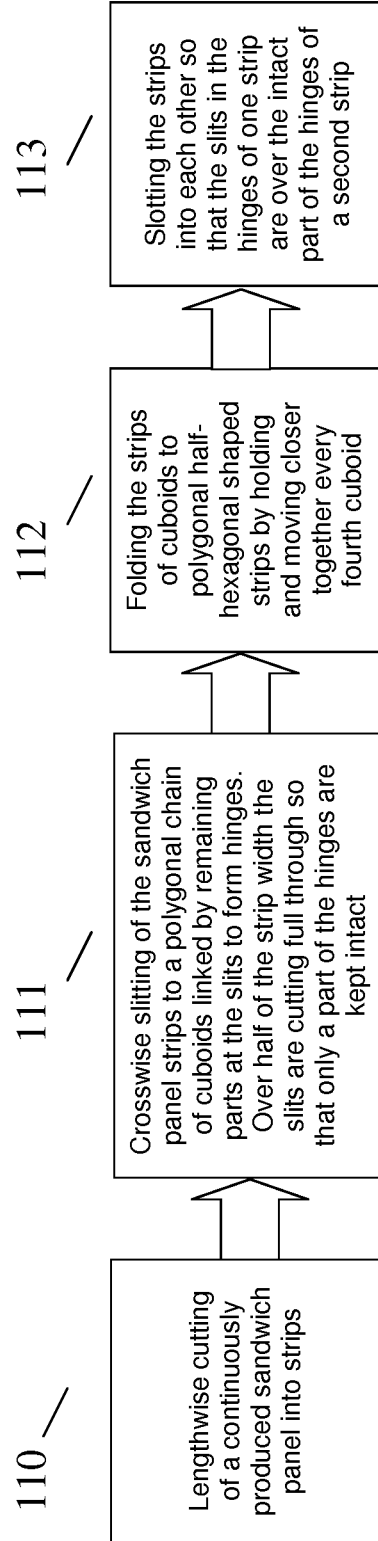 110
Lengthwise cutting
of a continuously
produced sandwich
panel into strips
111
Crosswise slitting of the sandwich
panel strips to a polygonal chain
of cuboids linked by remaining
parts at the slits to form hinges.
Over half of the strip width the
slits are cutting full through so
that only a part of the hinges are
kept intact
112
Folding the strips
of cuboids to
polygonal half-
hexagonal shaped
strips by holding
and moving closer
together every
fourth cuboid
113
Slotting the strips
into each other so
that the slits in the
hinges of one strip
are over the intact
part of the hinges of
a second strip